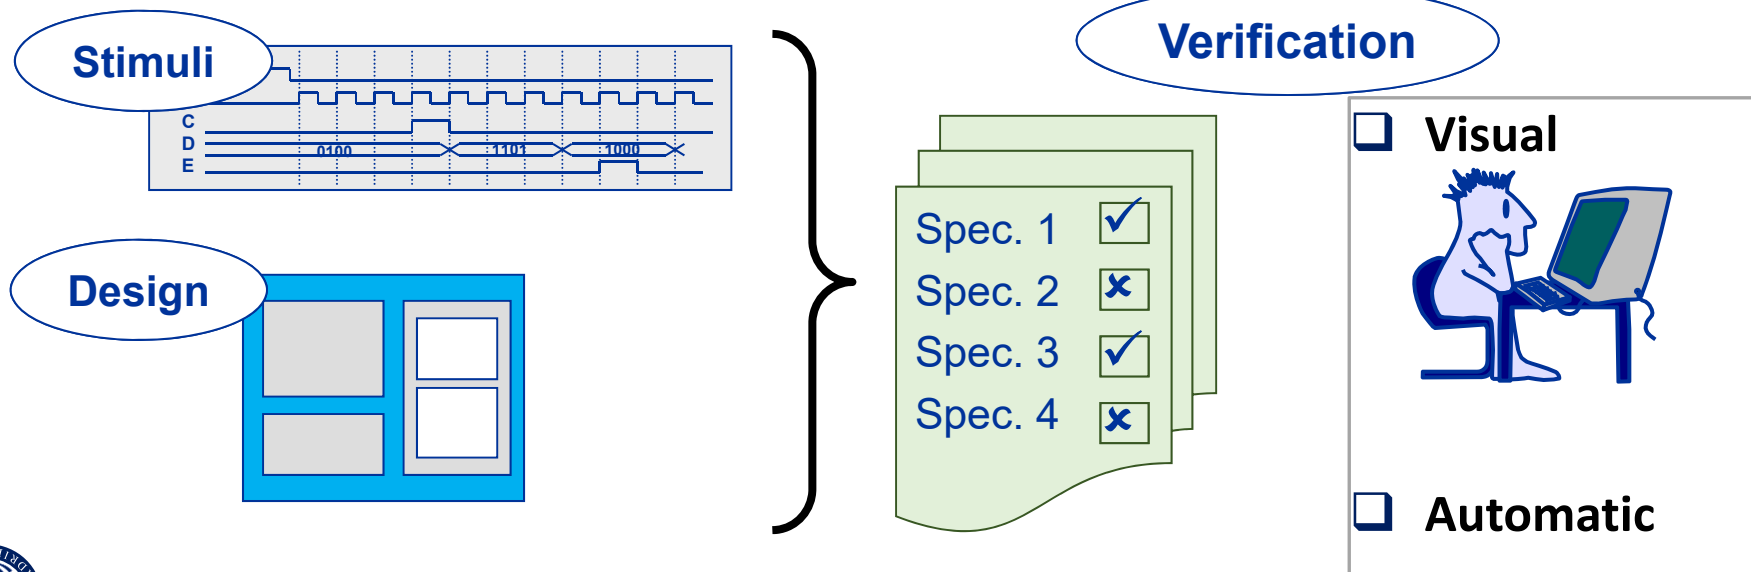 Stimuli
C
D 0100 1101 1000
E
Design
Verification
Spec. 1
Spec. 2
Spec. 3
Spec. 4
Visual
Automatic